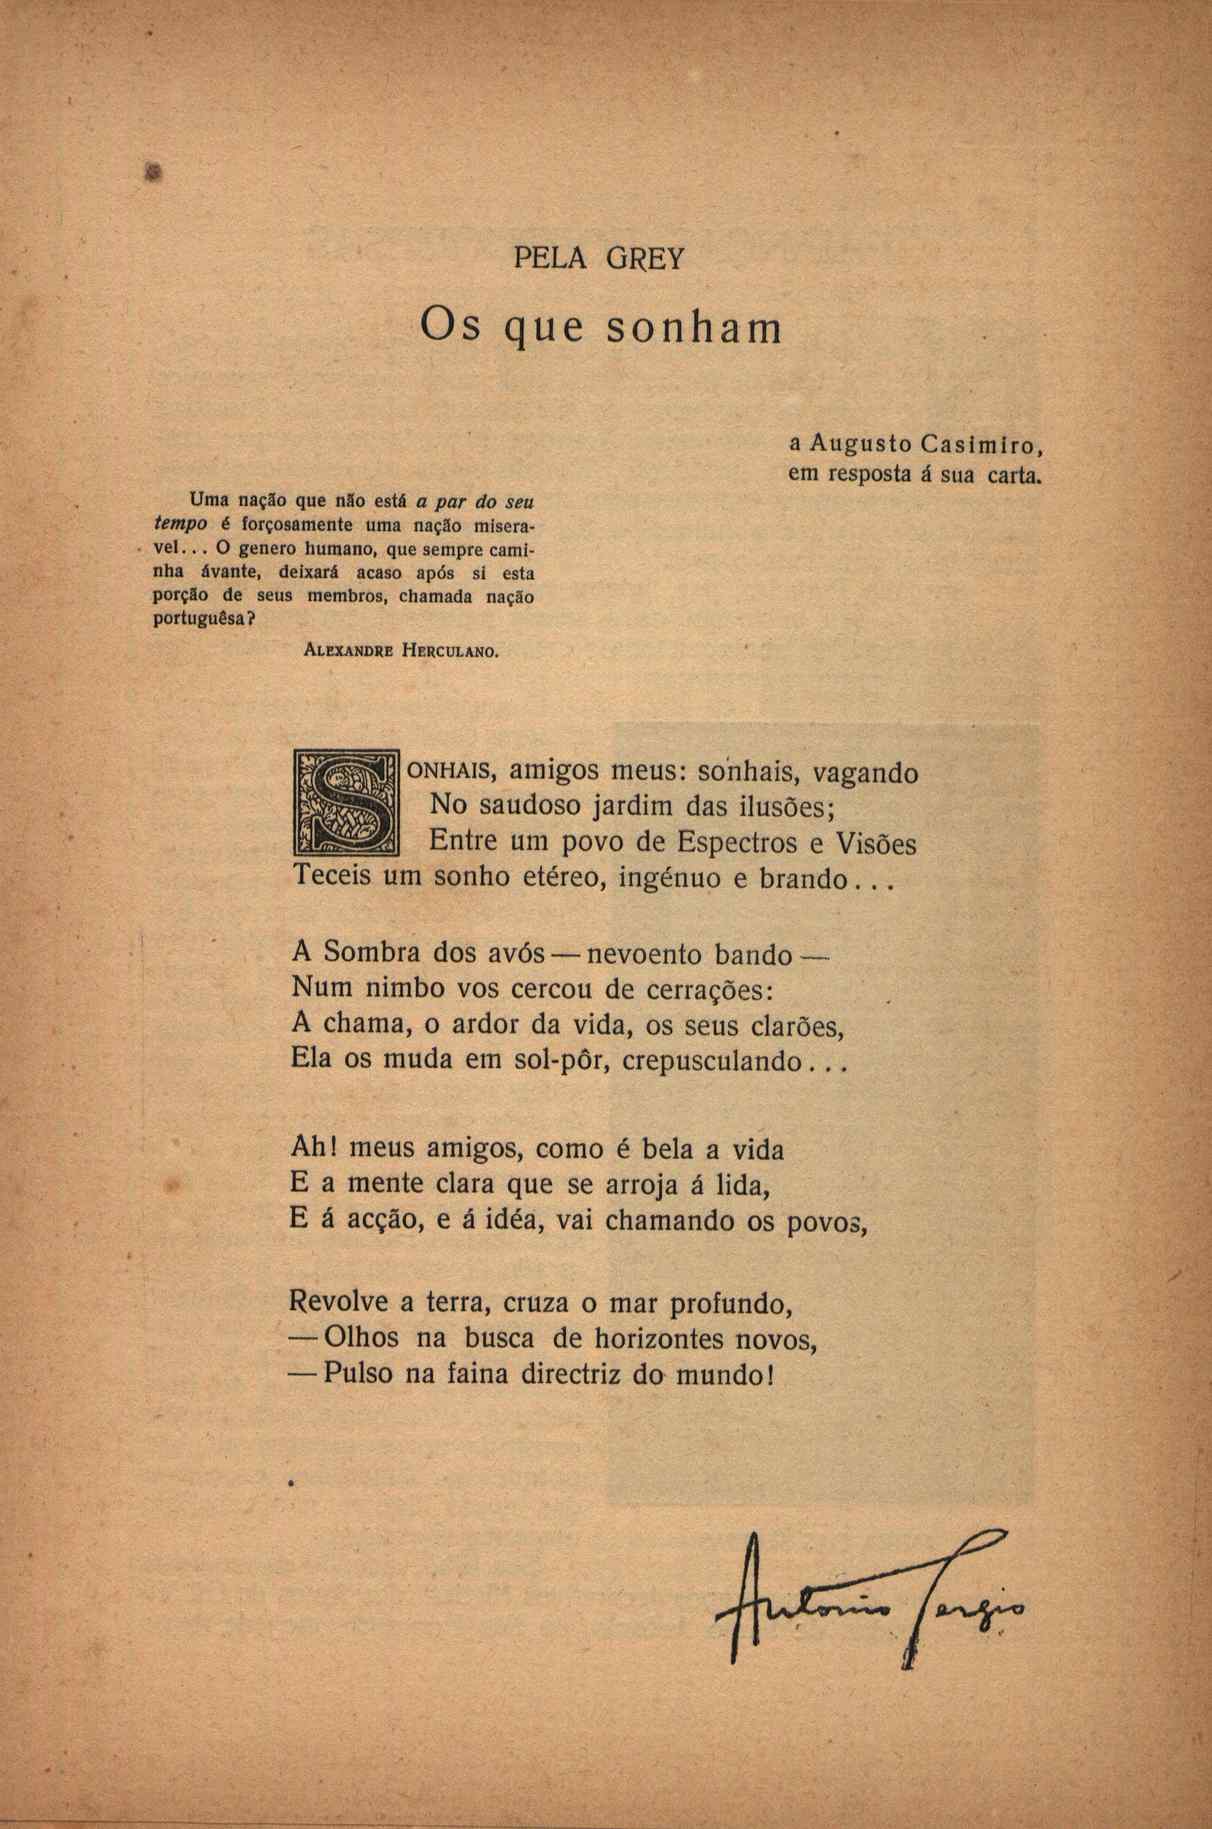 PELA GREY
Os que sonham
a Augusto Casimiro,
em resposta á sua carta.
Uma nação que não está a par do seu
tempo é forçosamente uma nação misera-
vel... O genero humano, que sempre cami-
nha ávante, deixará acaso após si esta
porção de seus membros, chamada nação
portuguêsa?
ALEXANDRE HERCULANO.
SONHAIS, amigos meus: sonhais, vagando
No saudoso jardim das ilusões;
Entre um povo de Espectros e Visões
Teceis um sonho etéreo, ingénuo e brando...
A Sombra dos avós — nevoento bando —
Num nimbo vos cercou de cerrações:
A chama, o ardor da vida, os seus clarões,
Ela os muda em sol-pôr, crepusculando...
Ah! meus amigos, como é bela a vida
E a mente clara que se arroja á lida,
E á acção, e á idéa, vai chamando os povos,
Revolve a terra, cruza o mar profundo,
— Olhos na busca de horizontes novos,
— Pulso na faina directriz do mundo!
Antonio Sergio